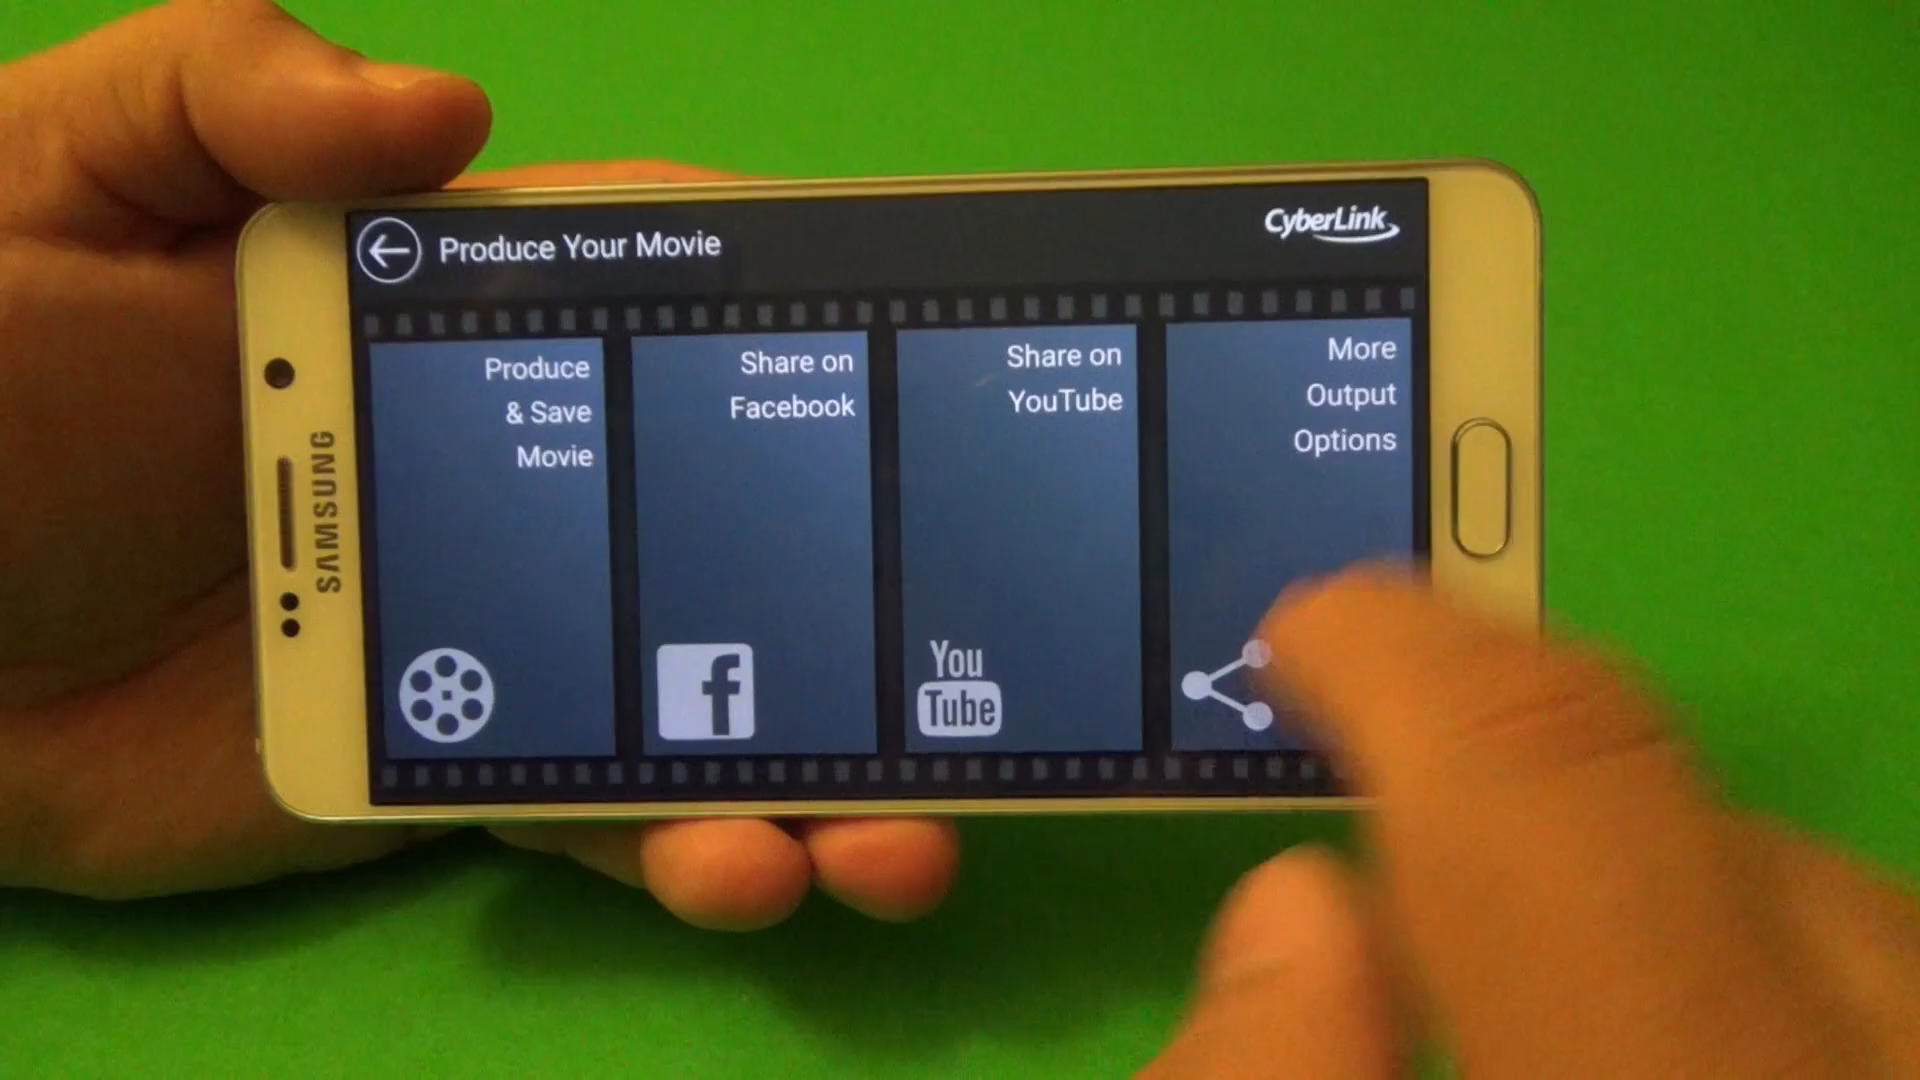 Produce Your Movie
CyberLink
Produce
& Save
Movie
Share on
Facebook
Share on
YouTube
More
Output
Options
f
You
Tube
SAMSUNG